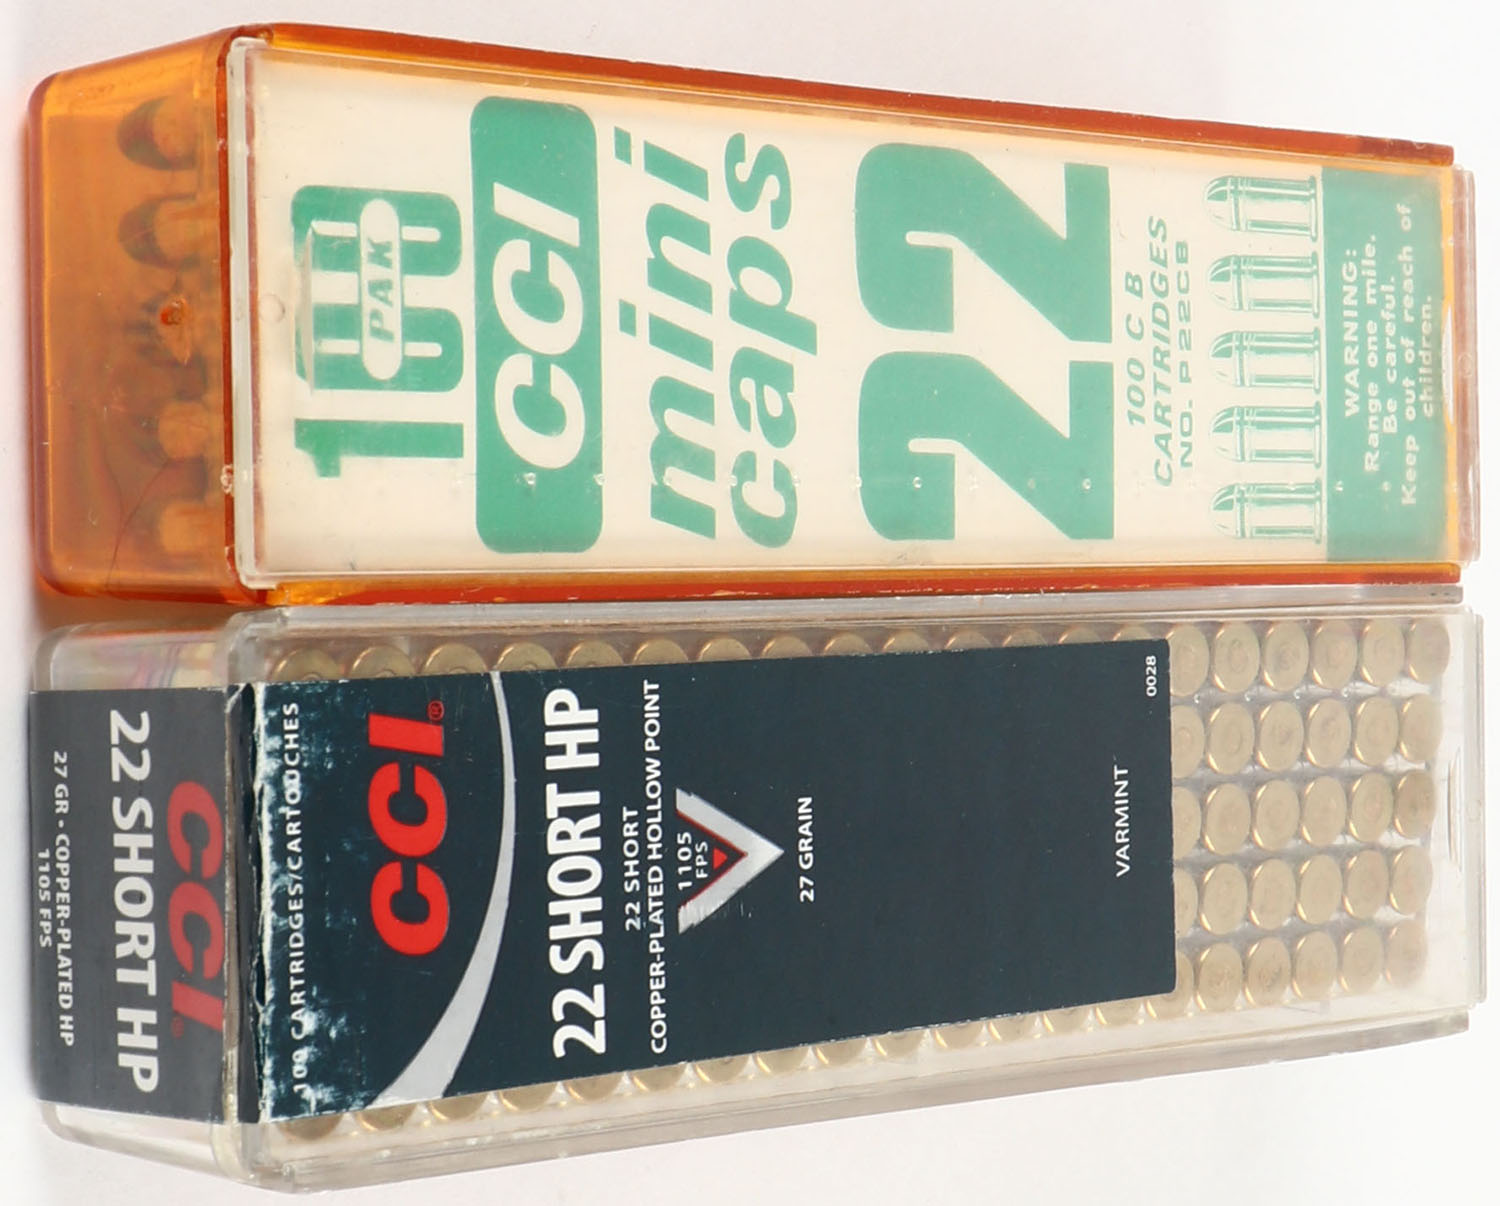 100
PAK
CCI
mini
caps
22
100 C B
CARTRIDGES
NO. P22CB
WARNING:
Range one mile.
Be careful.
Keep out of reach of
children.
CCI
22 SHORT HP
27 GR • COPPER-PLATED HP
1105 FPS
100 CARTRIDGES/CARTOUCHES
CCI®
22 SHORT HP
22 SHORT
COPPER-PLATED HOLLOW POINT
1105
FPS
27 GRAIN
VARMINT
0028